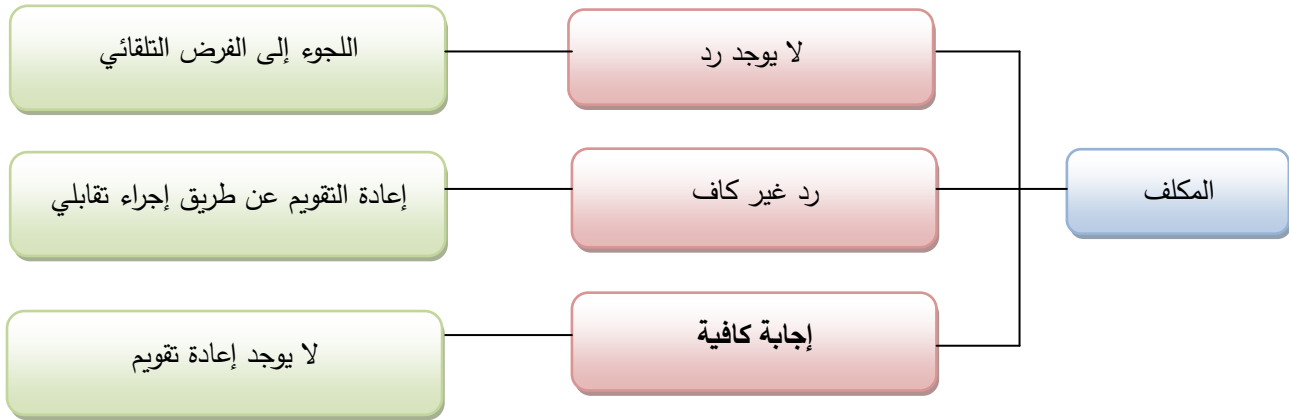 لا يوجد رد
اللجوء إلى الفرض التلقائي
المكلف
رد غير كاف
إعادة التقويم عن طريق إجراء تقابلي
إجابة كافية
لا يوجد إعادة تقويم